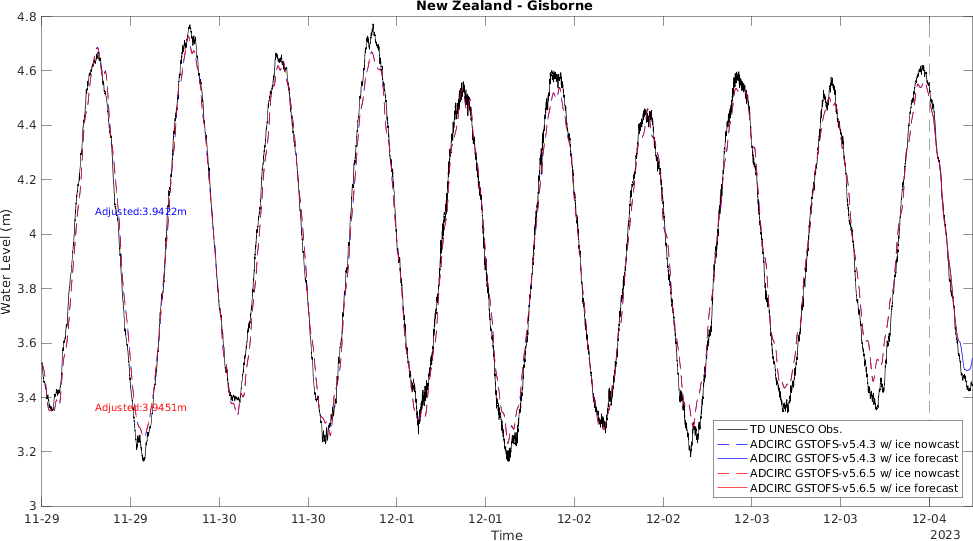 New Zealand - Gisborne
4.8
4.6
4.4
4.2
4
3.8
3.6
3.4
3.2
3
Water Level (m)
Adjusted:3.9422m
Adjusted:3.9451m
TD UNESCO Obs.
ADCIRC GSTOFS-v5.4.3 w/ ice nowcast
ADCIRC GSTOFS-v5.4.3 w/ ice forecast
ADCIRC GSTOFS-v5.6.5 w/ ice nowcast
ADCIRC GSTOFS-v5.6.5 w/ ice forecast
11-29 11-29 11-30 11-30 12-01 12-01 12-02 12-02 12-03 12-03 12-04
Time
2023